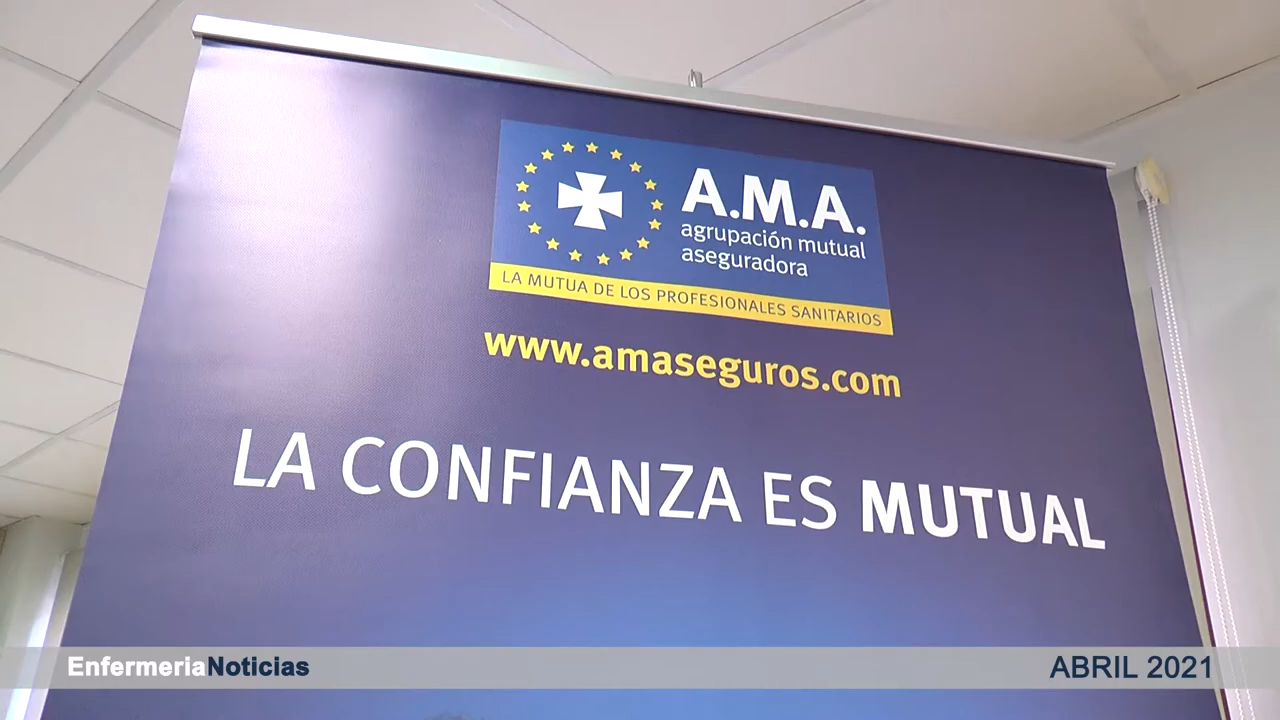 A.M.A.
agrupación mutual
aseguradora
LA MUTUA DE LOS PROFESIONALES SANITARIOS
www.amaseguros.com
LA CONFIANZA ES MUTUAL
EnfermeriaNoticias
ABRIL 2021